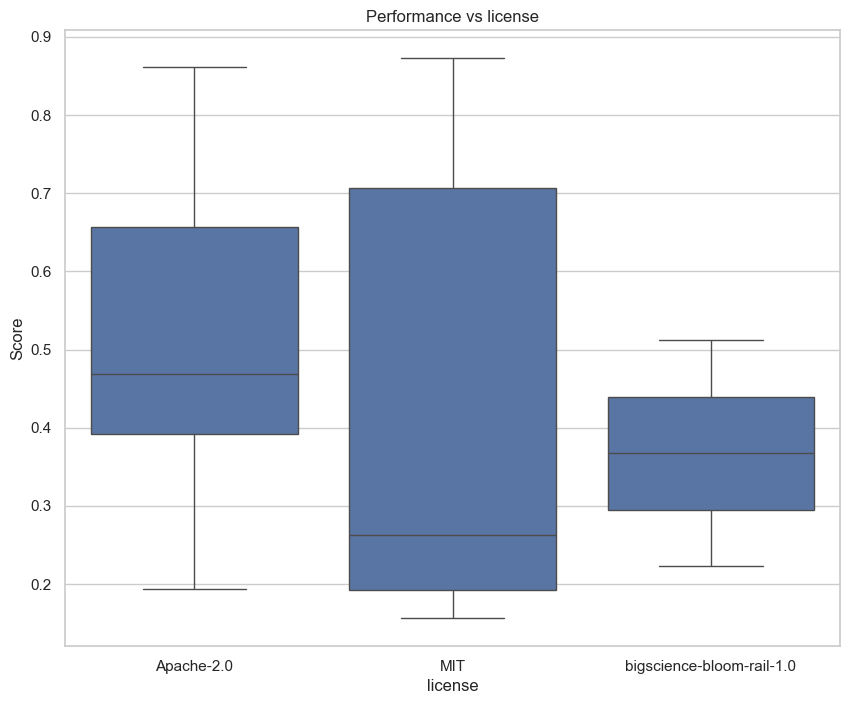 Performance vs license
0.9
0.8
0.7
0.6
0.5
0.4
0.3
0.2
Score
Apache-2.0
MIT
bigscience-bloom-rail-1.0
license